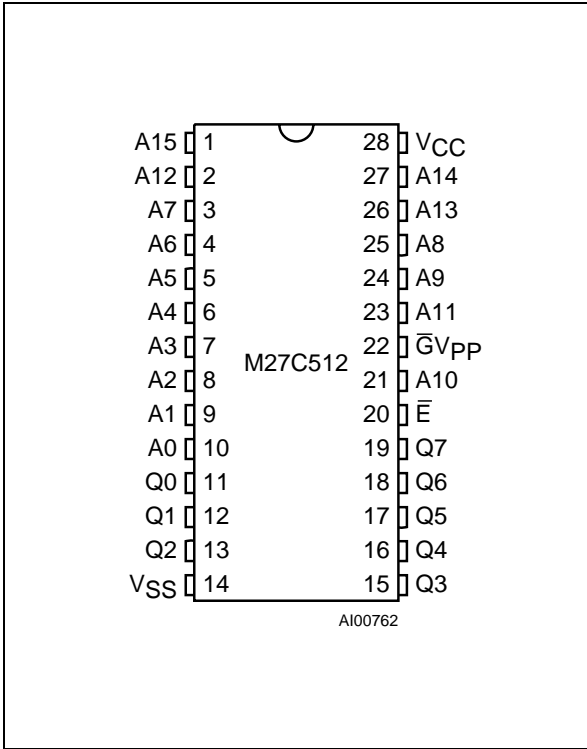 A15 1 28 VCC
A12 2 27 A14
A7 3 26 A13
A6 4 25 A8
A5 5 24 A9
A4 6 23 A11
A3 7 22 G̅VPP
M27C512
A2 8 21 A10
A1 9 20 E̅
A0 10 19 Q7
Q0 11 18 Q6
Q1 12 17 Q5
Q2 13 16 Q4
VSS 14 15 Q3
AI00762